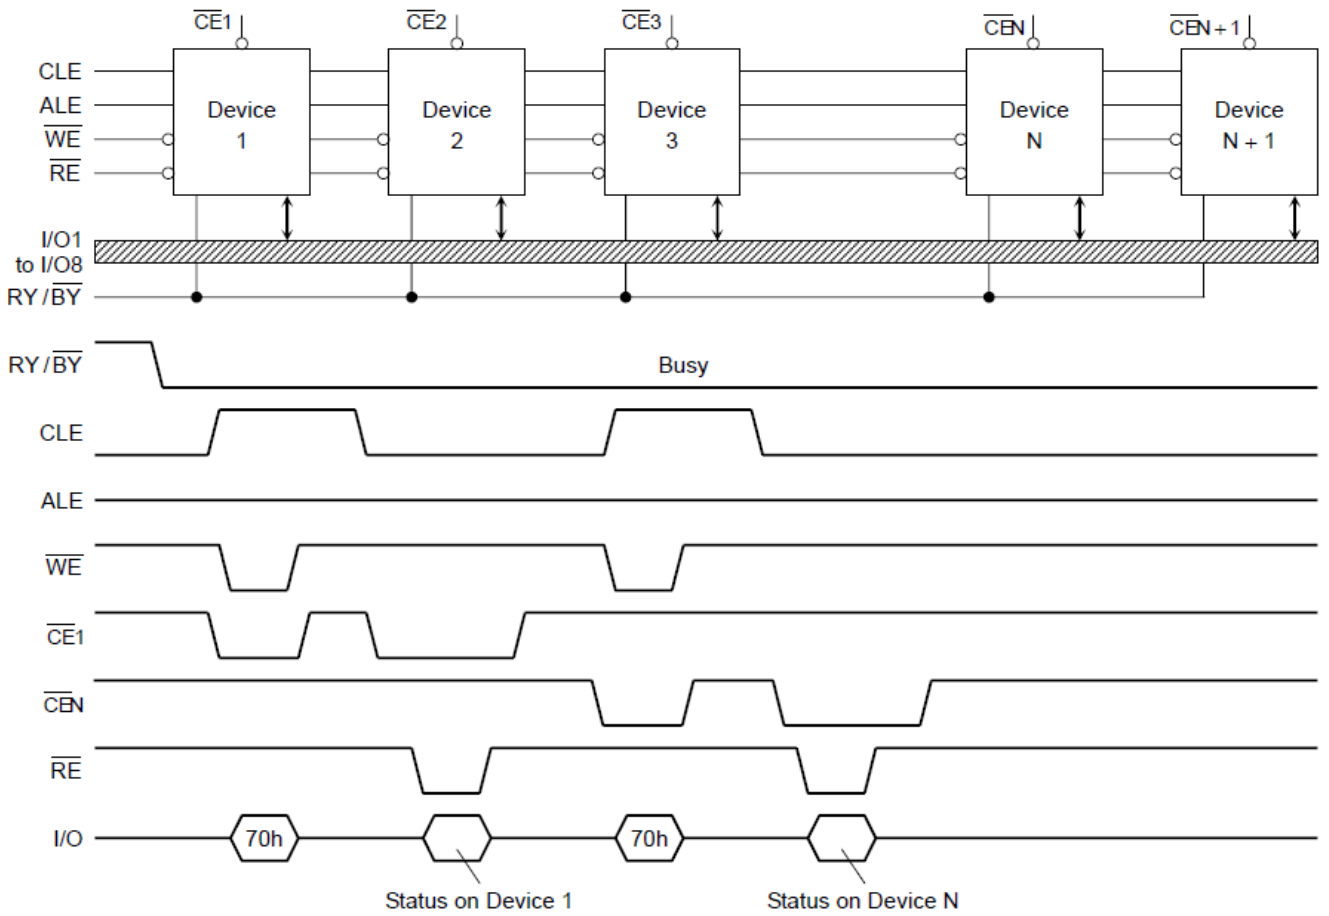 CE1 CE2 CE3 CEN CEN+1
CLE
ALE
WE
RE
Device 1
Device 2
Device 3
Device N
Device N + 1
I/O1
to I/O8
RY/BY
RY/BY Busy
CLE
ALE
WE
CE1
CEN
RE
I/O 70h 70h
Status on Device 1 Status on Device N